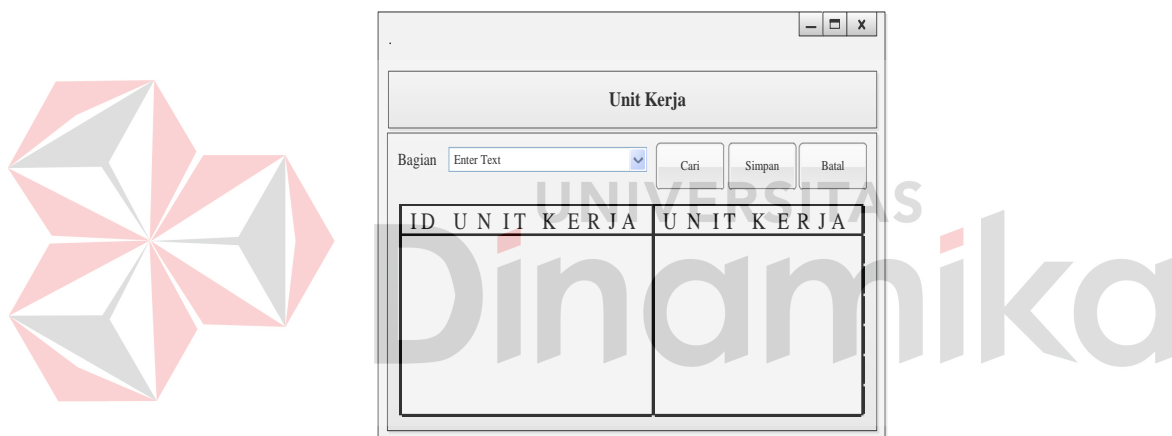 .
Unit Kerja
Bagian Enter Text Cari Simpan Batal
UNIVERSITAS
ID UNIT KERJA UNIT KERJA
Dinamika